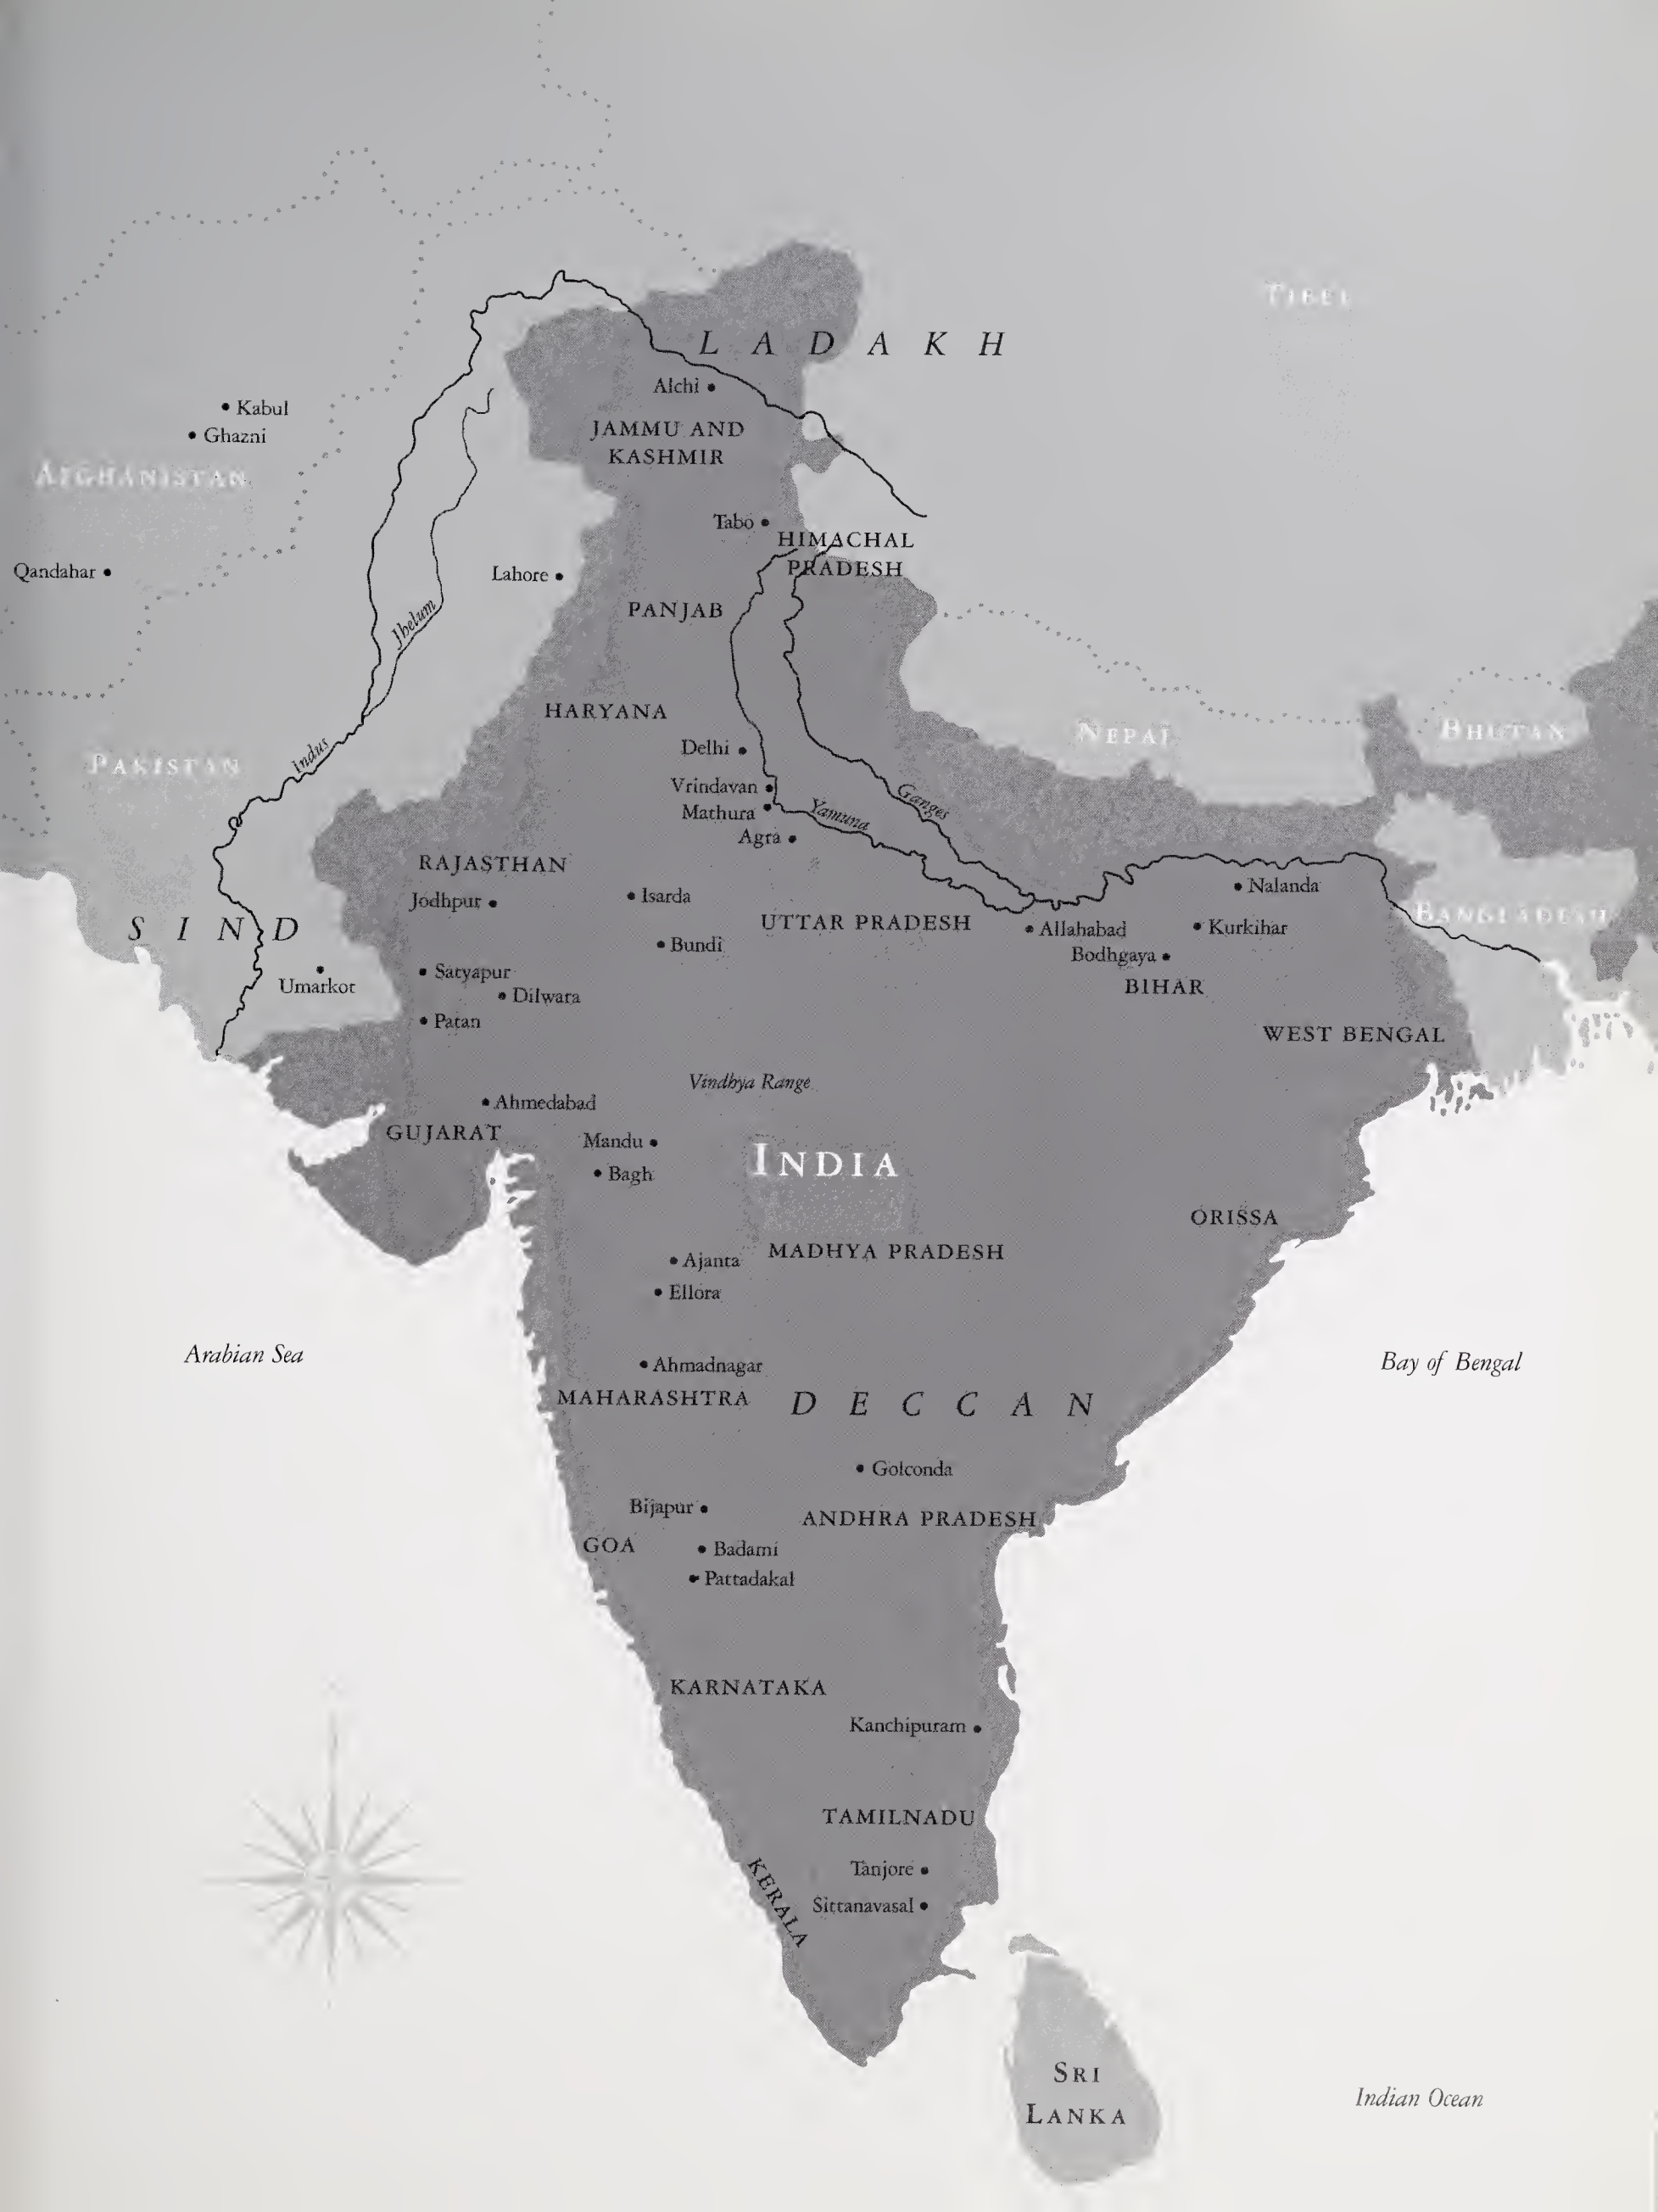 TIBET
L A D A K H
Alchi
Kabul
Ghazni
JAMMU AND
KASHMIR
AFGHANISTAN
Tabo
HIMACHAL
PRADESH
Qandahar
Lahore
PANJAB
Jhelum
HARYANA
NEPAL
BHUTAN
Delhi
Indus
PAKISTAN
Vrindavan
Mathura
Yamuna
Ganges
Agra
RAJASTHAN
Jodhpur
Isarda
Nalanda
BANGLADESH
S I N D
UTTAR PRADESH
Allahabad
Kurkihar
Bundi
Bodhgaya
Satyapur
Umarkot
BIHAR
Dilwara
Patan
WEST BENGAL
Vindhya Range
Ahmedabad
GUJARAT
Mandu
INDIA
Bagh
ORISSA
MADHYA PRADESH
Ajanta
Ellora
Arabian Sea
Bay of Bengal
Ahmadnagar
MAHARASHTRA
D E C C A N
Golconda
Bijapur
ANDHRA PRADESH
GOA
Badami
Pattadakal
KARNATAKA
Kanchipuram
TAMILNADU
Tanjore
KERALA
Sittanavasal
SRI
LANKA
Indian Ocean